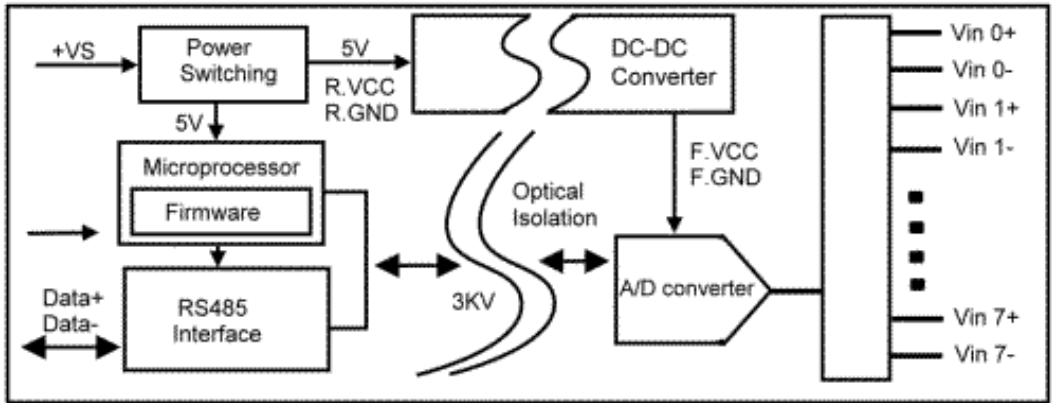 +VS
Power
Switching
5V
R.VCC
R.GND
DC-DC
Converter
Vin 0+
Vin 0-
Vin 1+
Vin 1-
5V
Microprocessor
Firmware
F.VCC
F.GND
Optical
Isolation
Data+
Data-
RS485
Interface
3KV
A/D converter
Vin 7+
Vin 7-